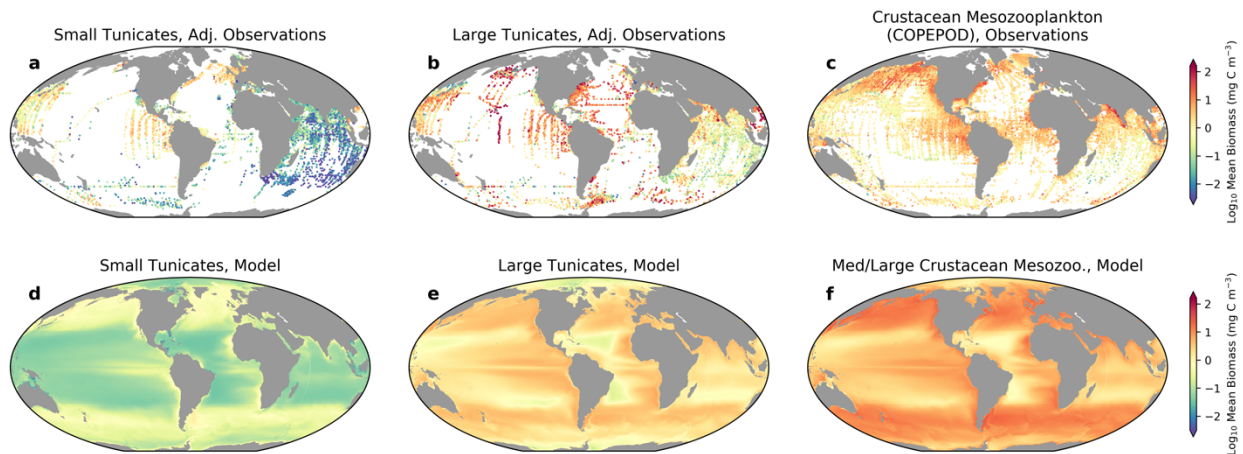 Small Tunicates, Adj. Observations
a
Large Tunicates, Adj. Observations
b
Crustacean Mesozooplankton
(COPEPOD), Observations
c
2
1
0
−1
−2
Log₁₀ Mean Biomass (mg C m⁻³)
Small Tunicates, Model
d
Large Tunicates, Model
e
Med/Large Crustacean Mesozoo., Model
f
2
1
0
−1
−2
Log₁₀ Mean Biomass (mg C m⁻³)